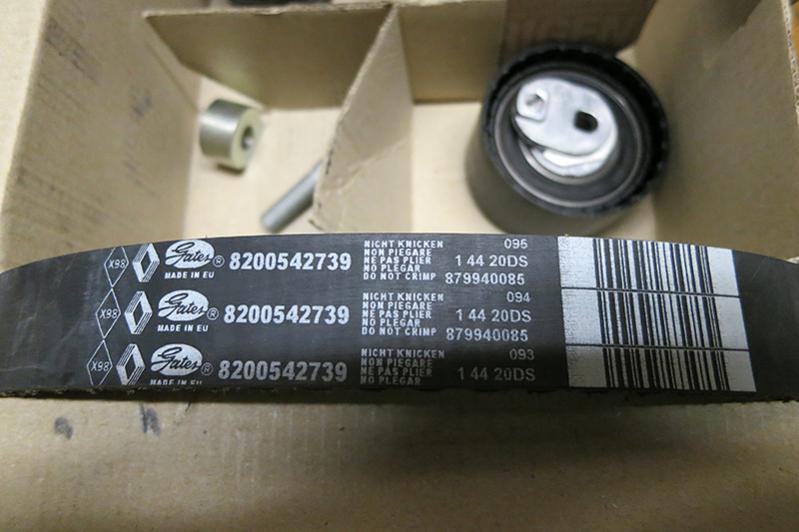 X98 Gates® MADE IN EU 8200542739
NICHT KNICKEN 095
NON PIEGARE
NE PAS PLIER 1 44 20DS
NO PLEGAR
DO NOT CRIMP 879940085
X98 Gates® MADE IN EU 8200542739
NICHT KNICKEN 094
NON PIEGARE
NE PAS PLIER 1 44 20DS
NO PLEGAR
DO NOT CRIMP 879940085
X98 Gates® MADE IN EU 8200542739
NICHT KNICKEN 093
NON PIEGARE
NE PAS PLIER 1 44 20DS
NO PLEGAR